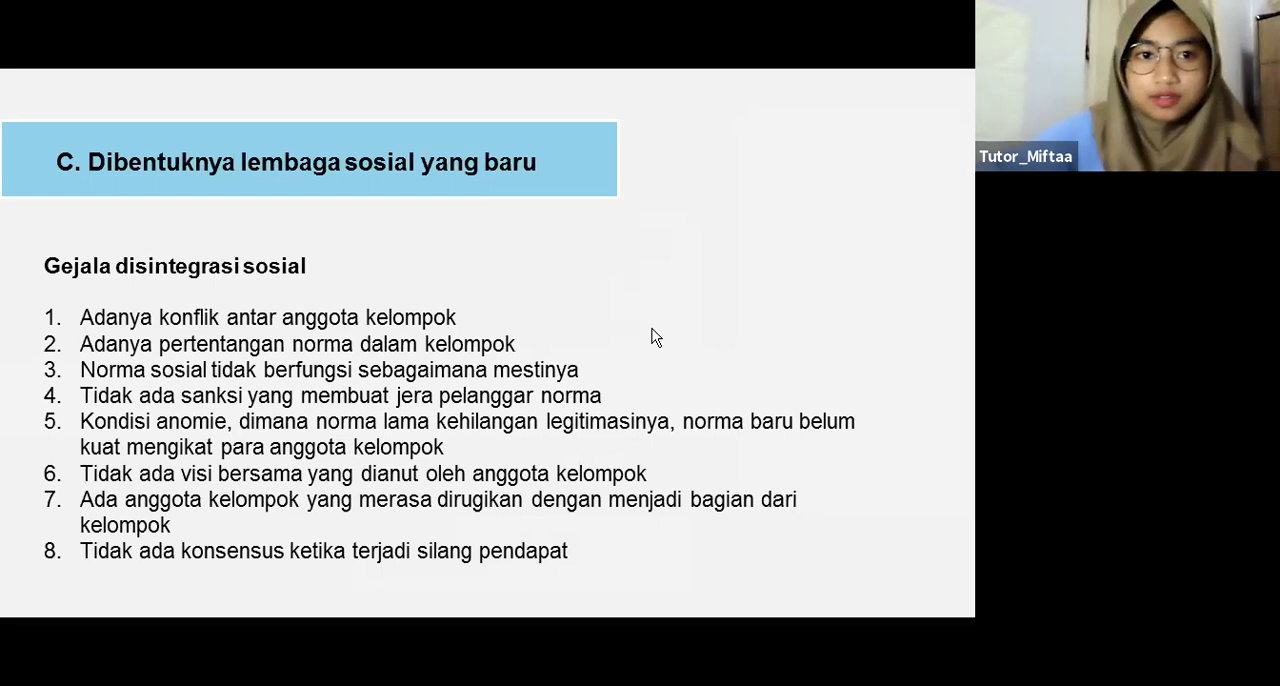 C. Dibentuknya lembaga sosial yang baru
Gejala disintegrasi sosial
1. Adanya konflik antar anggota kelompok
2. Adanya pertentangan norma dalam kelompok
3. Norma sosial tidak berfungsi sebagaimana mestinya
4. Tidak ada sanksi yang membuat jera pelanggar norma
5. Kondisi anomie, dimana norma lama kehilangan legitimasinya, norma baru belum
kuat mengikat para anggota kelompok
6. Tidak ada visi bersama yang dianut oleh anggota kelompok
7. Ada anggota kelompok yang merasa dirugikan dengan menjadi bagian dari
kelompok
8. Tidak ada konsensus ketika terjadi silang pendapat
Tutor_Miftaa